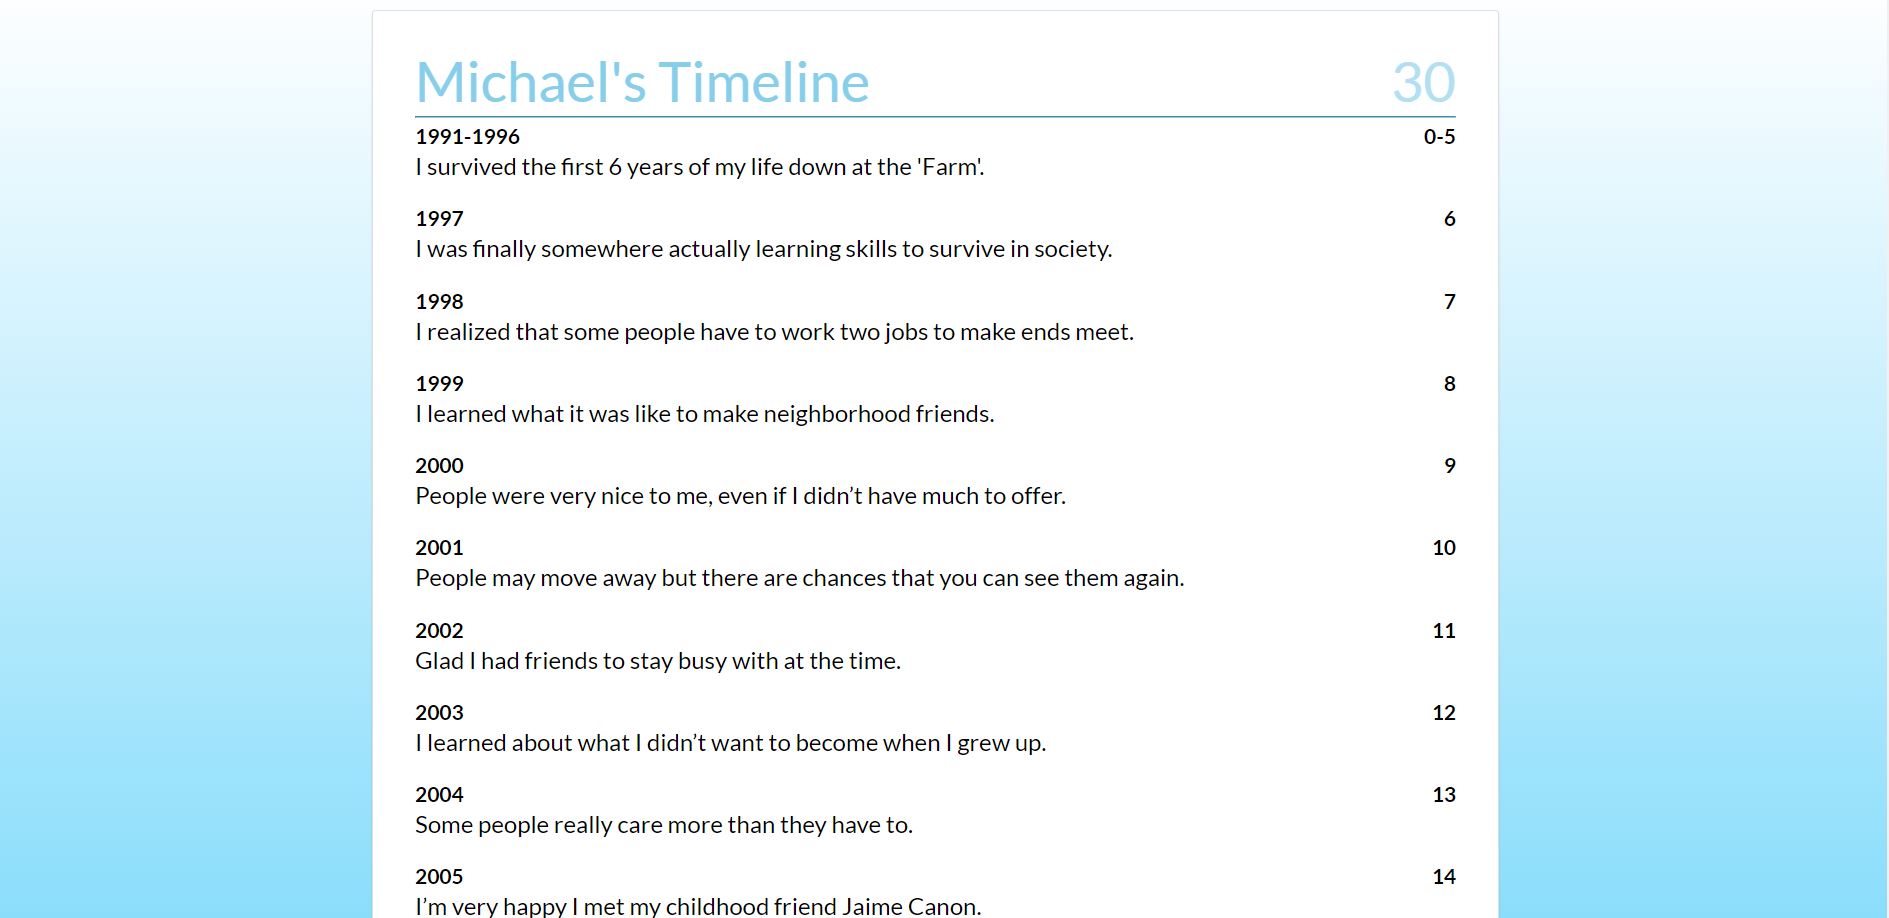 Michael's Timeline 30
1991-1996 0-5
I survived the first 6 years of my life down at the 'Farm'.
1997 6
I was finally somewhere actually learning skills to survive in society.
1998 7
I realized that some people have to work two jobs to make ends meet.
1999 8
I learned what it was like to make neighborhood friends.
2000 9
People were very nice to me, even if I didn’t have much to offer.
2001 10
People may move away but there are chances that you can see them again.
2002 11
Glad I had friends to stay busy with at the time.
2003 12
I learned about what I didn’t want to become when I grew up.
2004 13
Some people really care more than they have to.
2005 14
I’m very happy I met my childhood friend Jaime Canon.